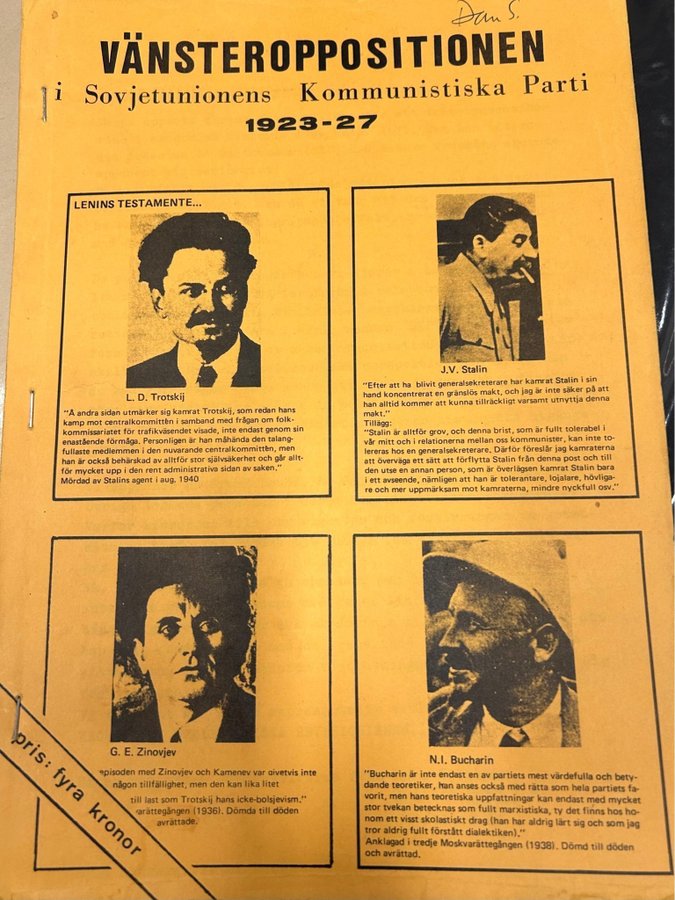 Dan S.
VÄNSTEROPPOSITIONEN
i Sovjetunionens Kommunistiska Parti
1923-27
LENINS TESTAMENTE...
L. D. Trotskij
"Å andra sidan utmärker sig kamrat Trotskij, som redan hans
kamp mot centralkommittén i samband med frågan om folk-
kommissariatet för trafikväsendet visade, inte endast genom sin
enastående förmåga. Personligen är han måhända den talang-
fullaste medlemmen i den nuvarande centralkommittén, men
han är också behärskad av alltför stor självsäkerhet och går allt-
för mycket upp i den rent administrativa sidan av saken."
Mördad av Stalins agent i aug. 1940
J.V. Stalin
"Efter att ha blivit generalsekreterare har kamrat Stalin i sin
hand koncentrerat en gränslös makt, och jag är inte säker på att
han alltid kommer att kunna tillräckligt varsamt utnyttja denna
makt."
Tillägg:
"Stalin är alltför grov, och denna brist, som är fullt tolerabel i
vår mitt och i relationerna mellan oss kommunister, kan inte to-
lereras hos en generalsekreterare. Därför föreslår jag kamraterna
att överväga ett sätt att förflytta Stalin från denna post och till
den utse en annan person, som är överlägsen kamrat Stalin bara
i ett avseende, nämligen att han är tolerantare, lojalare, hövliga-
re och mer uppmärksam mot kamraterna, mindre nyckfull osv."
G. E. Zinovjev
episoden med Zinovjev och Kamenev var givetvis inte
någon tillfällighet, men den kan lika litet
till last som Trotskij hans icke-bolsjevism."
varättegången (1936). Dömda till döden
avrättade.
N.I. Bucharin
"Bucharin är inte endast en av partiets mest värdefulla och bety-
dande teoretiker, han anses också med rätta som hela partiets fa-
vorit, men hans teoretiska uppfattningar kan endast med mycket
stor tvekan betecknas som fullt marxistiska, ty det finns hos ho-
nom ett visst skolastiskt drag (han har aldrig lärt sig och som jag
tror aldrig fullt förstått dialektiken)."
Anklagad i tredje Moskvarättegången (1938). Dömd till döden
och avrättad.
pris: fyra kronor